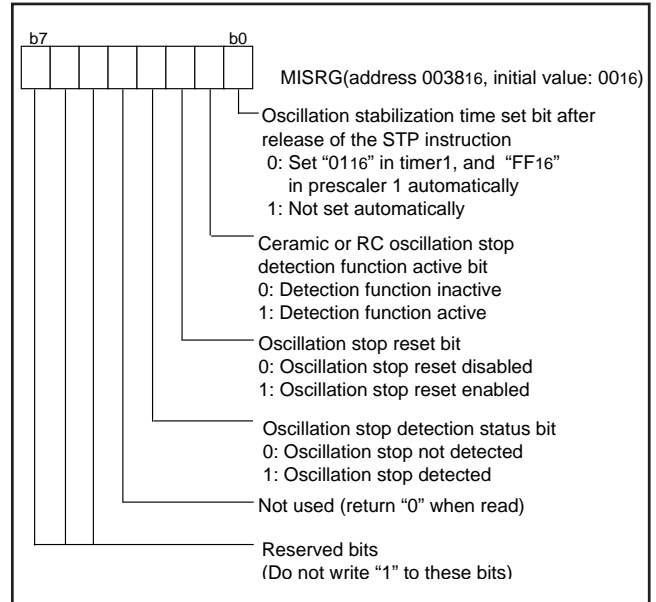 b7 b0
MISRG(address 003816, initial value: 0016)
Oscillation stabilization time set bit after
release of the STP instruction
0: Set “0116” in timer1, and “FF16”
in prescaler 1 automatically
1: Not set automatically
Ceramic or RC oscillation stop
detection function active bit
0: Detection function inactive
1: Detection function active
Oscillation stop reset bit
0: Oscillation stop reset disabled
1: Oscillation stop reset enabled
Oscillation stop detection status bit
0: Oscillation stop not detected
1: Oscillation stop detected
Not used (return “0” when read)
Reserved bits
(Do not write “1” to these bits)